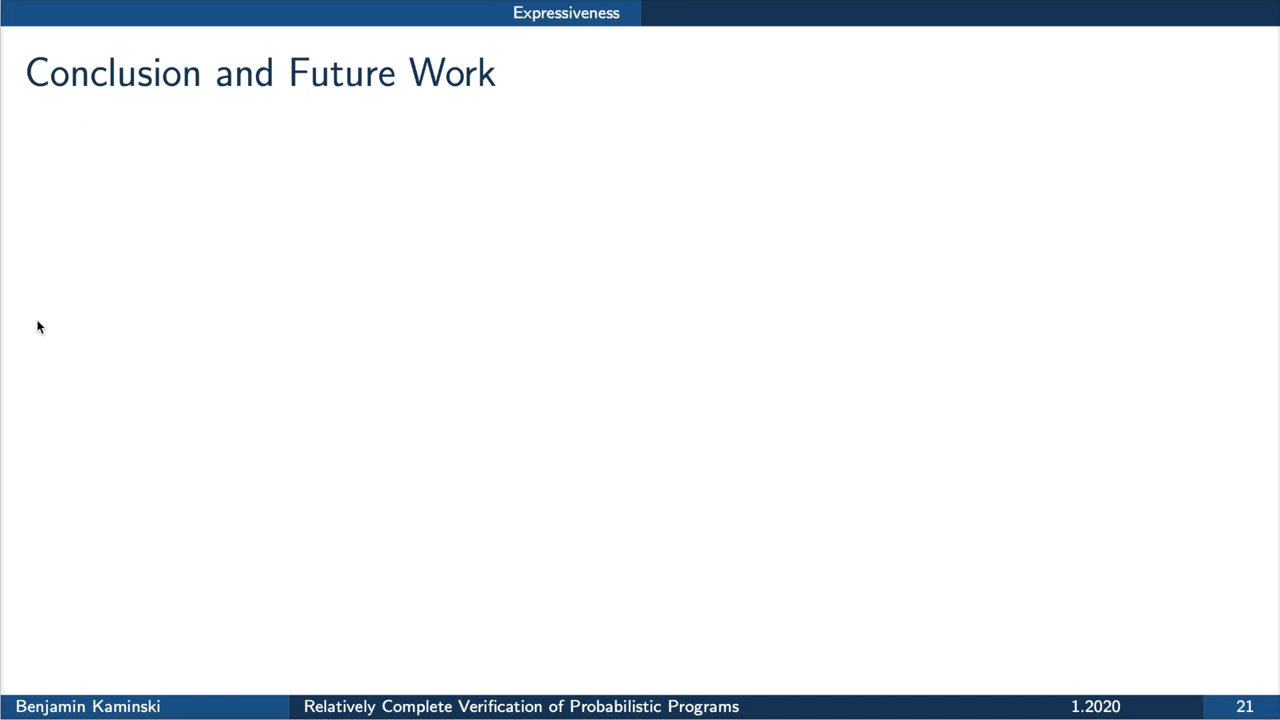 Expressiveness
Conclusion and Future Work
Benjamin Kaminski
Relatively Complete Verification of Probabilistic Programs
1.2020
21